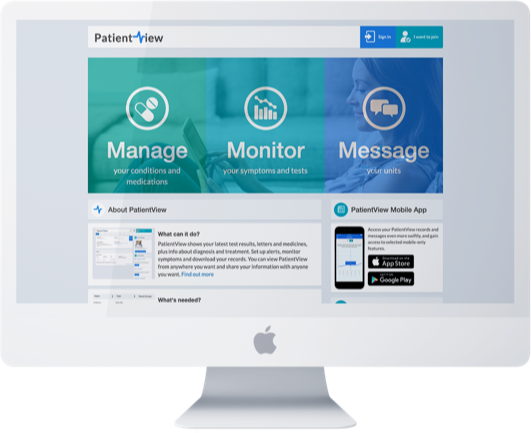 PatientView
Sign in
I want to join
Manage
your conditions and
medications
Monitor
your symptoms and tests
Message
your units
About PatientView
What can it do?
PatientView shows your latest test results, letters and medicines,
plus info about diagnosis and treatment. Set up alerts, monitor
symptoms and download your records. You can view PatientView
from anywhere you want and share your information with anyone
you want. Find out more
What's needed?
PatientView Mobile App
Access your PatientView records and
messages even more swiftly, and gain
access to selected mobile-only
features.
Download on the
App Store
Google Play